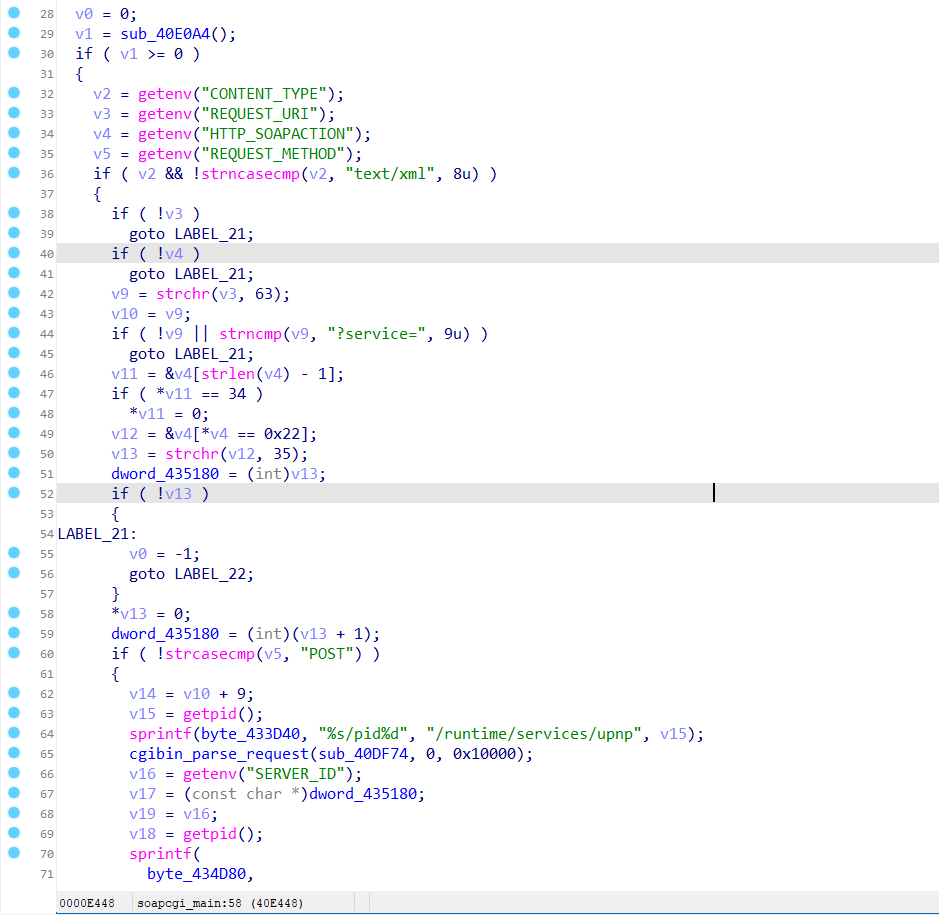 28 v0 = 0;
29 v1 = sub_40E0A4();
30 if ( v1 >= 0 )
31 {
32 v2 = getenv("CONTENT_TYPE");
33 v3 = getenv("REQUEST_URI");
34 v4 = getenv("HTTP_SOAPACTION");
35 v5 = getenv("REQUEST_METHOD");
36 if ( v2 && !strncasecmp(v2, "text/xml", 8u) )
37 {
38 if ( !v3 )
39 goto LABEL_21;
40 if ( !v4 )
41 goto LABEL_21;
42 v9 = strchr(v3, 63);
43 v10 = v9;
44 if ( !v9 || strncmp(v9, "?service=", 9u) )
45 goto LABEL_21;
46 v11 = &v4[strlen(v4) - 1];
47 if ( *v11 == 34 )
48 *v11 = 0;
49 v12 = &v4[*v4 == 0x22];
50 v13 = strchr(v12, 35);
51 dword_435180 = (int)v13;
52 if ( !v13 )
53 {
54 LABEL_21:
55 v0 = -1;
56 goto LABEL_22;
57 }
58 *v13 = 0;
59 dword_435180 = (int)(v13 + 1);
60 if ( !strcasecmp(v5, "POST") )
61 {
62 v14 = v10 + 9;
63 v15 = getpid();
64 sprintf(byte_433D40, "%s/pid%d", "/runtime/services/upnp", v15);
65 cgibin_parse_request(sub_40DF74, 0, 0x10000);
66 v16 = getenv("SERVER_ID");
67 v17 = (const char *)dword_435180;
68 v19 = v16;
69 v18 = getpid();
70 sprintf(
71 byte_434D80,
0000E448 soapcgi_main:58 (40E448)